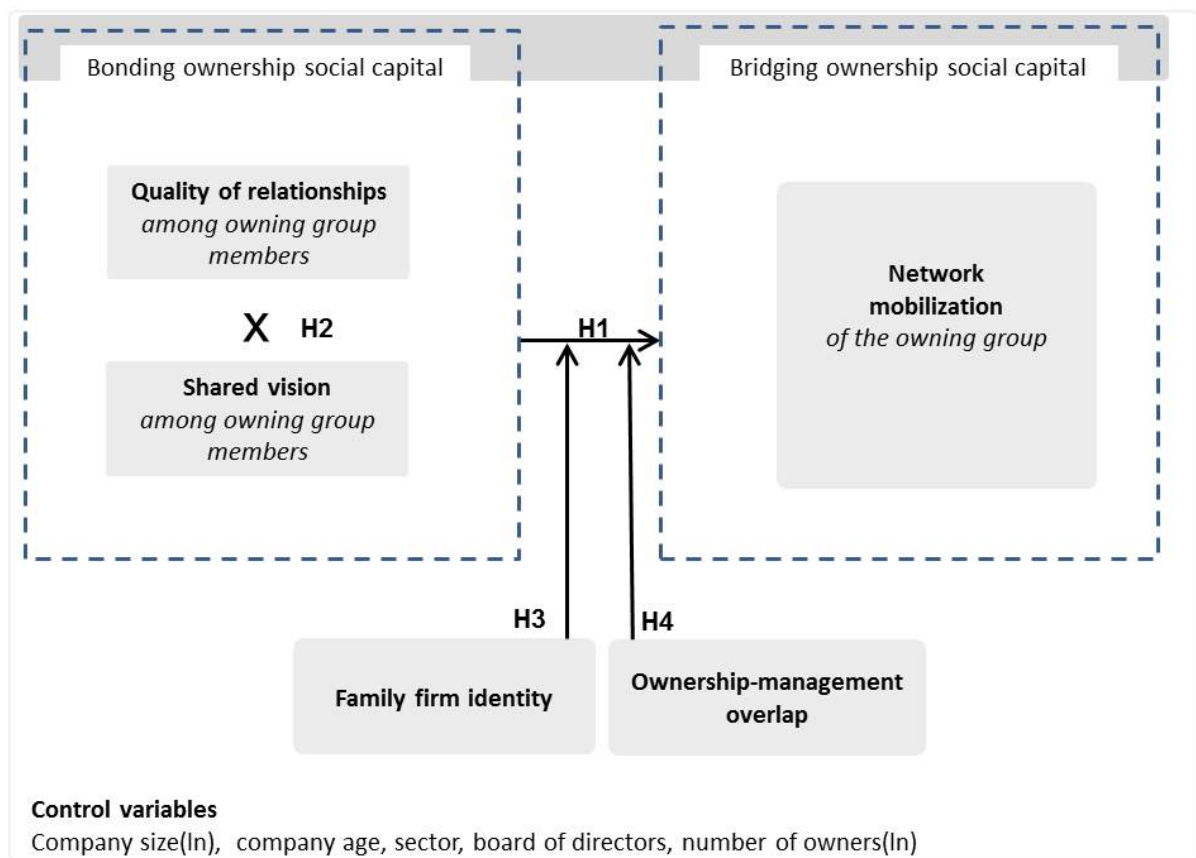 Bonding ownership social capital
Bridging ownership social capital
Quality of relationships
among owning group
members
X H2
Shared vision
among owning group
members
H1
Network
mobilization
of the owning group
H3
H4
Family firm identity
Ownership-management
overlap
Control variables
Company size(ln), company age, sector, board of directors, number of owners(ln)